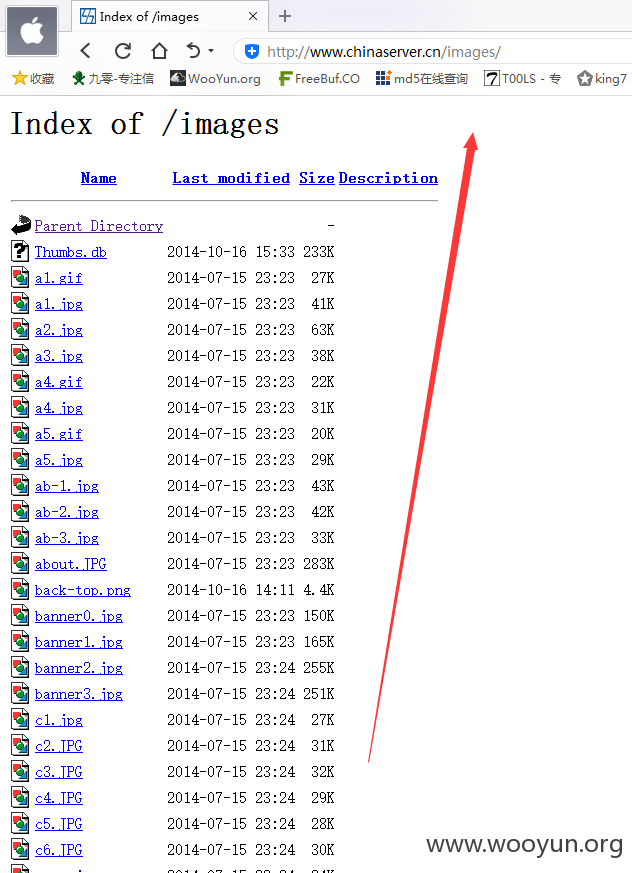 Index of /images
http://www.chinaserver.cn/images/
收藏 九零-专注信 WooYun.org FreeBuf.CO md5在线查询 T00LS - 专 king7
Index of /images
Name Last modified Size Description
Parent Directory -
Thumbs.db 2014-10-16 15:33 233K
a1.gif 2014-07-15 23:23 27K
a1.jpg 2014-07-15 23:23 41K
a2.jpg 2014-07-15 23:23 63K
a3.jpg 2014-07-15 23:23 38K
a4.gif 2014-07-15 23:23 22K
a4.jpg 2014-07-15 23:23 31K
a5.gif 2014-07-15 23:23 20K
a5.jpg 2014-07-15 23:23 29K
ab-1.jpg 2014-07-15 23:23 43K
ab-2.jpg 2014-07-15 23:23 42K
ab-3.jpg 2014-07-15 23:23 33K
about.JPG 2014-07-15 23:23 283K
back-top.png 2014-10-16 14:11 4.4K
banner0.jpg 2014-07-15 23:23 150K
banner1.jpg 2014-07-15 23:23 165K
banner2.jpg 2014-07-15 23:24 255K
banner3.jpg 2014-07-15 23:24 251K
c1.jpg 2014-07-15 23:24 27K
c2.JPG 2014-07-15 23:24 31K
c3.JPG 2014-07-15 23:24 32K
c4.JPG 2014-07-15 23:24 29K
c5.JPG 2014-07-15 23:24 28K
c6.JPG 2014-07-15 23:24 30K
www.wooyun.org